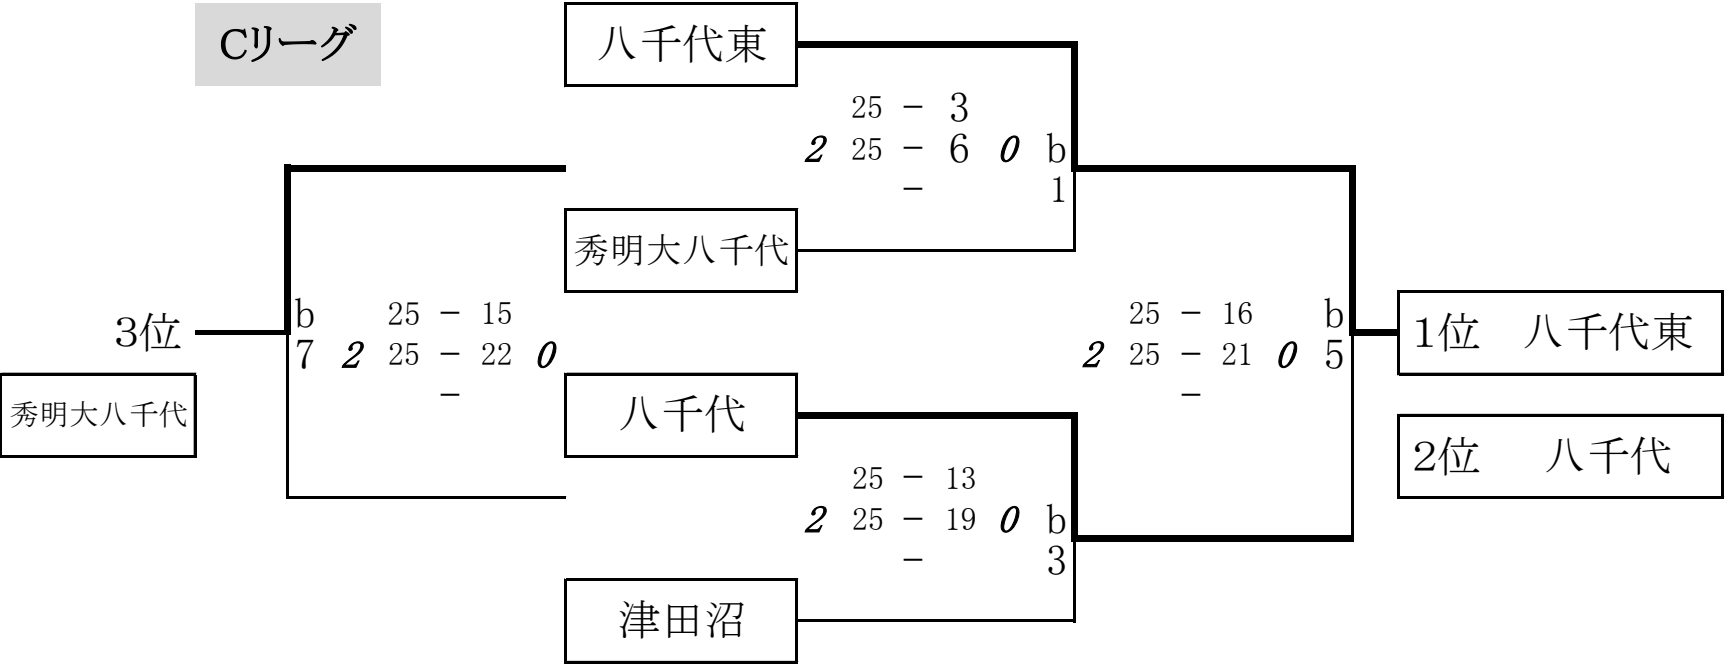 Cリーグ
八千代東
25 － 3
2 25 － 6 0 b
－ 1
秀明大八千代
3位
b 25 － 15
7 2 25 － 22 0
－
秀明大八千代
25 － 16 b
2 25 － 21 0 5
－
1位 八千代東
2位 八千代
八千代
25 － 13
2 25 － 19 0 b
－ 3
津田沼